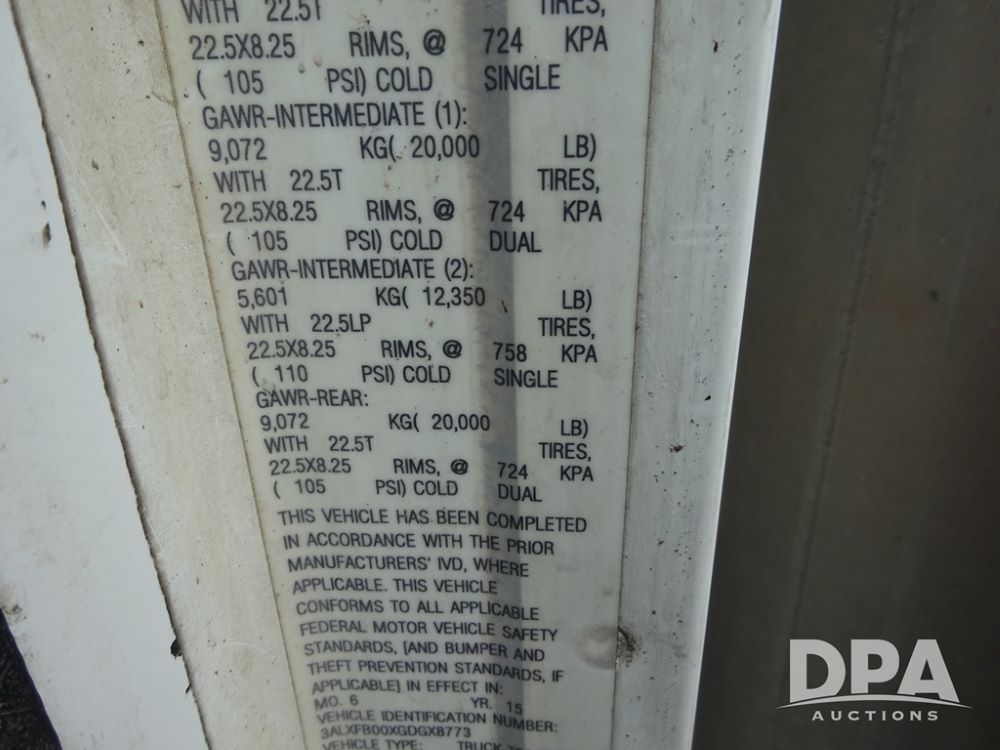 WITH 22.5T TIRES,
22.5X8.25 RIMS, @ 724 KPA
( 105 PSI) COLD SINGLE
GAWR-INTERMEDIATE (1):
9,072 KG( 20,000 LB)
WITH 22.5T TIRES,
22.5X8.25 RIMS, @ 724 KPA
( 105 PSI) COLD DUAL
GAWR-INTERMEDIATE (2):
5,601 KG( 12,350 LB)
WITH 22.5LP TIRES,
22.5X8.25 RIMS, @ 758 KPA
( 110 PSI) COLD SINGLE
GAWR-REAR:
9,072 KG( 20,000 LB)
WITH 22.5T TIRES,
22.5X8.25 RIMS, @ 724 KPA
( 105 PSI) COLD DUAL
THIS VEHICLE HAS BEEN COMPLETED
IN ACCORDANCE WITH THE PRIOR
MANUFACTURERS' IVD, WHERE
APPLICABLE. THIS VEHICLE
CONFORMS TO ALL APPLICABLE
FEDERAL MOTOR VEHICLE SAFETY
STANDARDS, [AND BUMPER AND
THEFT PREVENTION STANDARDS, IF
APPLICABLE] IN EFFECT IN:
MO. 6 YR. 15
VEHICLE IDENTIFICATION NUMBER:
3ALXFB00XGDGX8773
VEHICLE TYPE: TRUCK
DPA
AUCTIONS